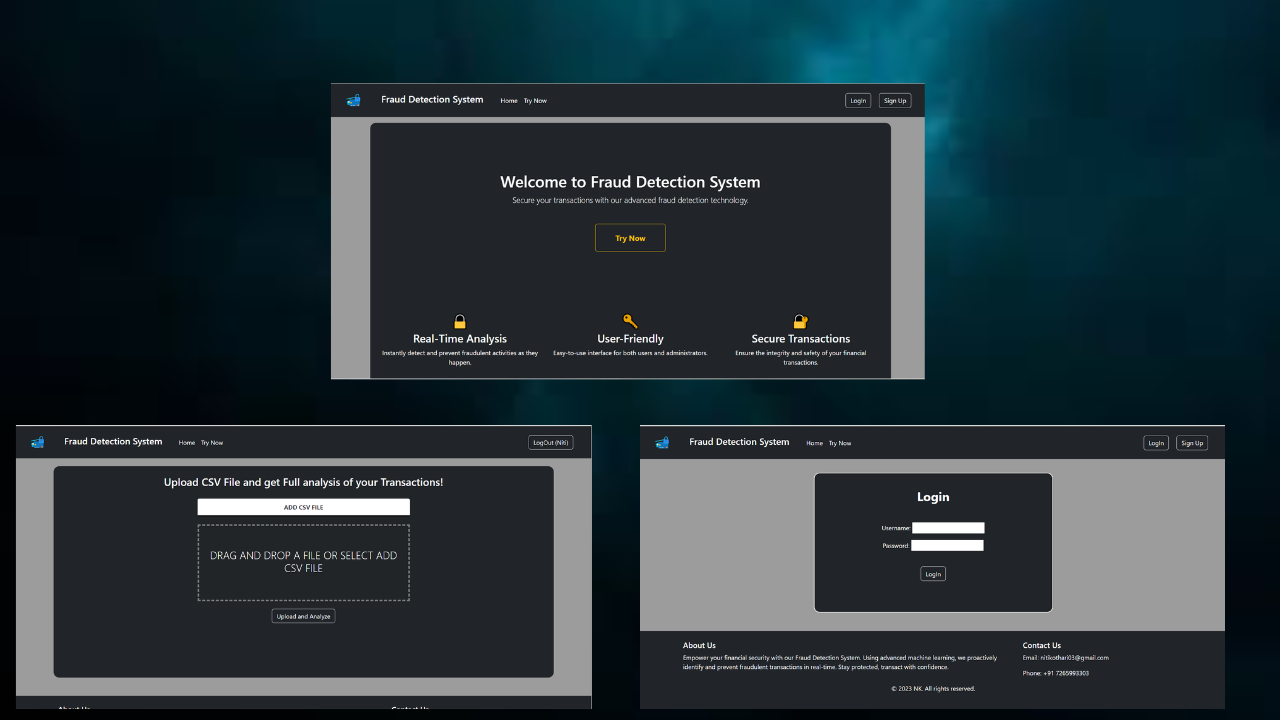 Fraud Detection System Home Try Now Login Sign Up
Welcome to Fraud Detection System
Secure your transactions with our advanced fraud detection technology.
Try Now
Real-Time Analysis
Instantly detect and prevent fraudulent activities as they
happen.
User-Friendly
Easy-to-use interface for both users and administrators.
Secure Transactions
Ensure the integrity and safety of your financial
transactions.
Fraud Detection System Home Try Now LogOut (Niti)
Upload CSV File and get Full analysis of your Transactions!
ADD CSV FILE
DRAG AND DROP A FILE OR SELECT ADD
CSV FILE
Upload and Analyze
About Us Contact Us
Fraud Detection System Home Try Now Login Sign Up
Login
Username:
Password:
Login
About Us
Empower your financial security with our Fraud Detection System. Using advanced machine learning, we proactively
identify and prevent fraudulent transactions in real-time. Stay protected, transact with confidence.
Contact Us
Email: nitikothari03@gmail.com
Phone: +91 7265993303
© 2023 NK. All rights reserved.